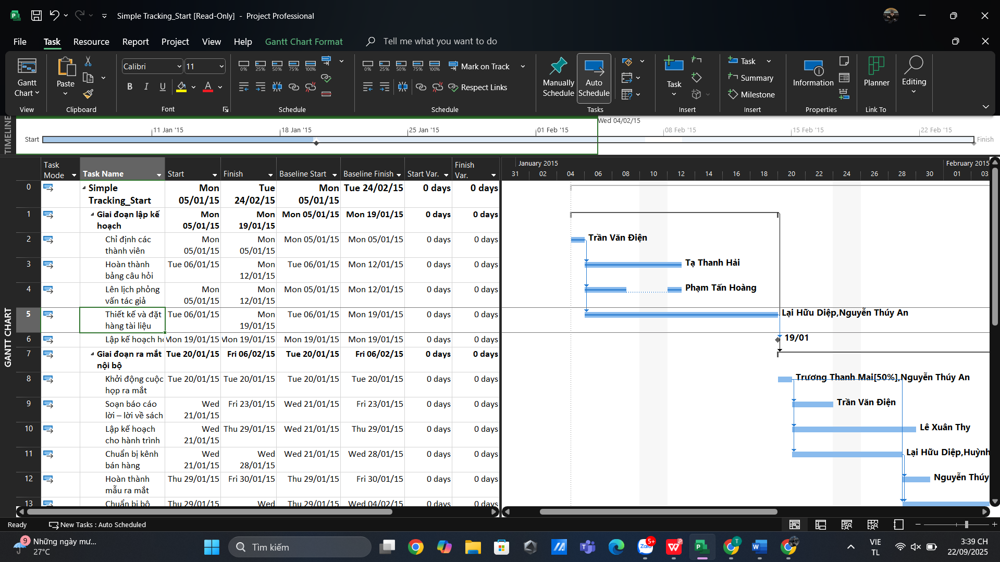 Simple Tracking_Start [Read-Only] - Project Professional
File Task Resource Report Project View Help Gantt Chart Format Tell me what you want to do
Gantt Chart
View
Paste
Clipboard
Calibri 11
B I U A
Font
0% 25% 50% 75% 100%
Schedule
0% 25% 50% 75% 100% Mark on Track
Respect Links
Schedule
Manually Schedule
Auto Schedule
Tasks
Task
Insert
Task
Summary
Milestone
Insert
Information
Properties
Planner
Link To
Editing
TIMELINE
Wed 04/02/15
11 Jan '15 18 Jan '15 25 Jan '15 01 Feb '15 08 Feb '15 15 Feb '15 22 Feb '15
Start Finish
GANTT CHART
Task Mode Task Name Start Finish Baseline Start Baseline Finish Start Var. Finish Var.
0 Simple Tracking_Start Mon 05/01/15 Tue 24/02/15 Mon 05/01/15 Tue 24/02/15 0 days 0 days
1 Giai đoạn lập kế hoạch Mon 05/01/15 Mon 19/01/15 Mon 05/01/15 Mon 19/01/15 0 days 0 days
2 Chỉ định các thành viên Mon 05/01/15 Mon 05/01/15 Mon 05/01/15 Mon 05/01/15 0 days 0 days
3 Hoàn thành bảng câu hỏi Tue 06/01/15 Mon 12/01/15 Tue 06/01/15 Mon 12/01/15 0 days 0 days
4 Lên lịch phỏng vấn tác giả Mon 05/01/15 Mon 12/01/15 Mon 05/01/15 Mon 12/01/15 0 days 0 days
5 Thiết kế và đặt hàng tài liệu Tue 06/01/15 Mon 19/01/15 Tue 06/01/15 Mon 19/01/15 0 days 0 days
6 Lập kế hoạch Mon 19/01/15 Mon 19/01/15 Mon 19/01/15 Mon 19/01/15 0 days 0 days
7 Giai đoạn ra mắt nội bộ Tue 20/01/15 Fri 06/02/15 Tue 20/01/15 Fri 06/02/15 0 days 0 days
8 Khởi động cuộc họp ra mắt Tue 20/01/15 Tue 20/01/15 Tue 20/01/15 Tue 20/01/15 0 days 0 days
9 Soạn báo cáo lời – lời về sách Wed 21/01/15 Fri 23/01/15 Wed 21/01/15 Fri 23/01/15 0 days 0 days
10 Lập kế hoạch cho hành trình Wed 21/01/15 Thu 29/01/15 Wed 21/01/15 Thu 29/01/15 0 days 0 days
11 Chuẩn bị kênh bán hàng Wed 21/01/15 Wed 28/01/15 Wed 21/01/15 Wed 28/01/15 0 days 0 days
12 Hoàn thành mẫu ra mắt Thu 29/01/15 Fri 30/01/15 Thu 29/01/15 Fri 30/01/15 0 days 0 days
13 Chuẩn bị bộ Thu 29/01/15 Wed Thu 29/01/15 Wed 04/02/15 0 days 0 days
January 2015 February 2015
31 02 04 06 08 10 12 14 16 18 20 22 24 26 28 30 01 03
Trần Văn Điện
Tạ Thanh Hải
Phạm Tấn Hoàng
Lại Hữu Diệp,Nguyễn Thúy An
19/01
Trương Thanh Mai[50%],Nguyễn Thúy An
Trần Văn Điện
Lê Xuân Thy
Lại Hữu Diệp,Huỳnh
Nguyễn Thúy
Ready New Tasks : Auto Scheduled
9 Những ngày mư...
27°C
Tìm kiếm
Zalo 5+
VIE
TL
3:39 CH
22/09/2025